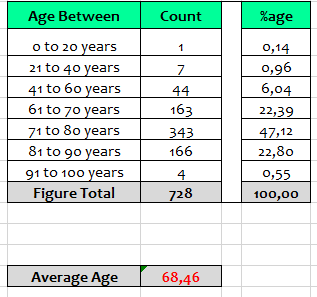 Age Between Count %age
0 to 20 years 1 0,14
21 to 40 years 7 0,96
41 to 60 years 44 6,04
61 to 70 years 163 22,39
71 to 80 years 343 47,12
81 to 90 years 166 22,80
91 to 100 years 4 0,55
Figure Total 728 100,00
Average Age 68,46